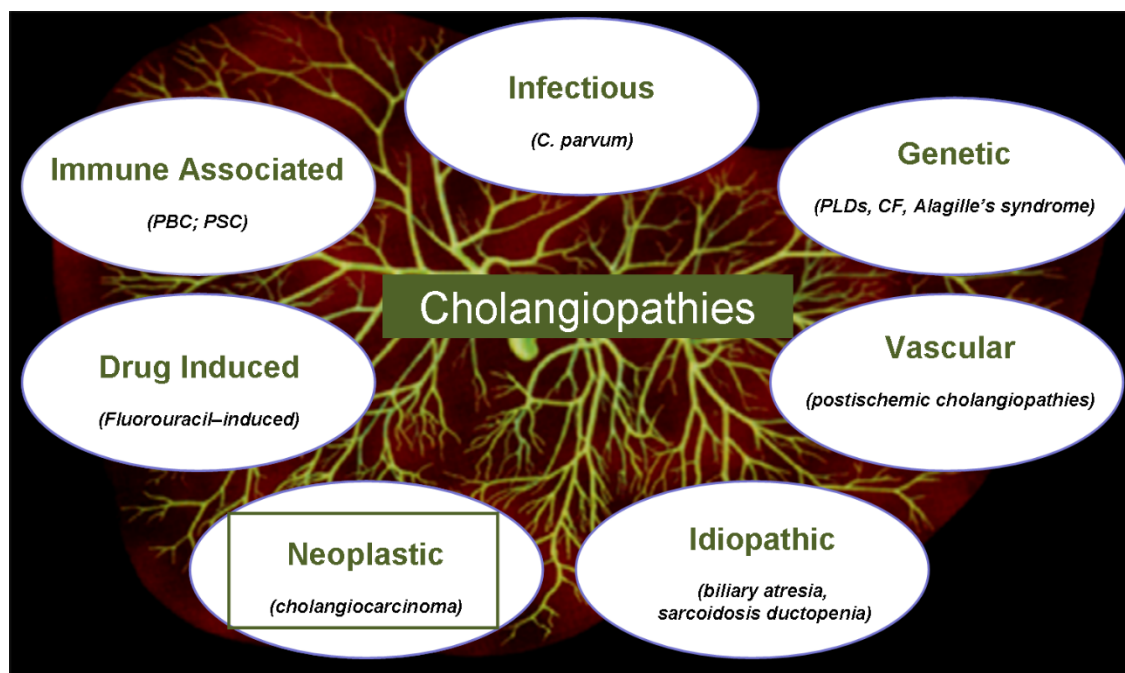 Infectious
(C. parvum)
Immune Associated
(PBC; PSC)
Genetic
(PLDs, CF, Alagille’s syndrome)
Cholangiopathies
Drug Induced
(Fluorouracil–induced)
Vascular
(postischemic cholangiopathies)
Neoplastic
(cholangiocarcinoma)
Idiopathic
(biliary atresia,
sarcoidosis ductopenia)